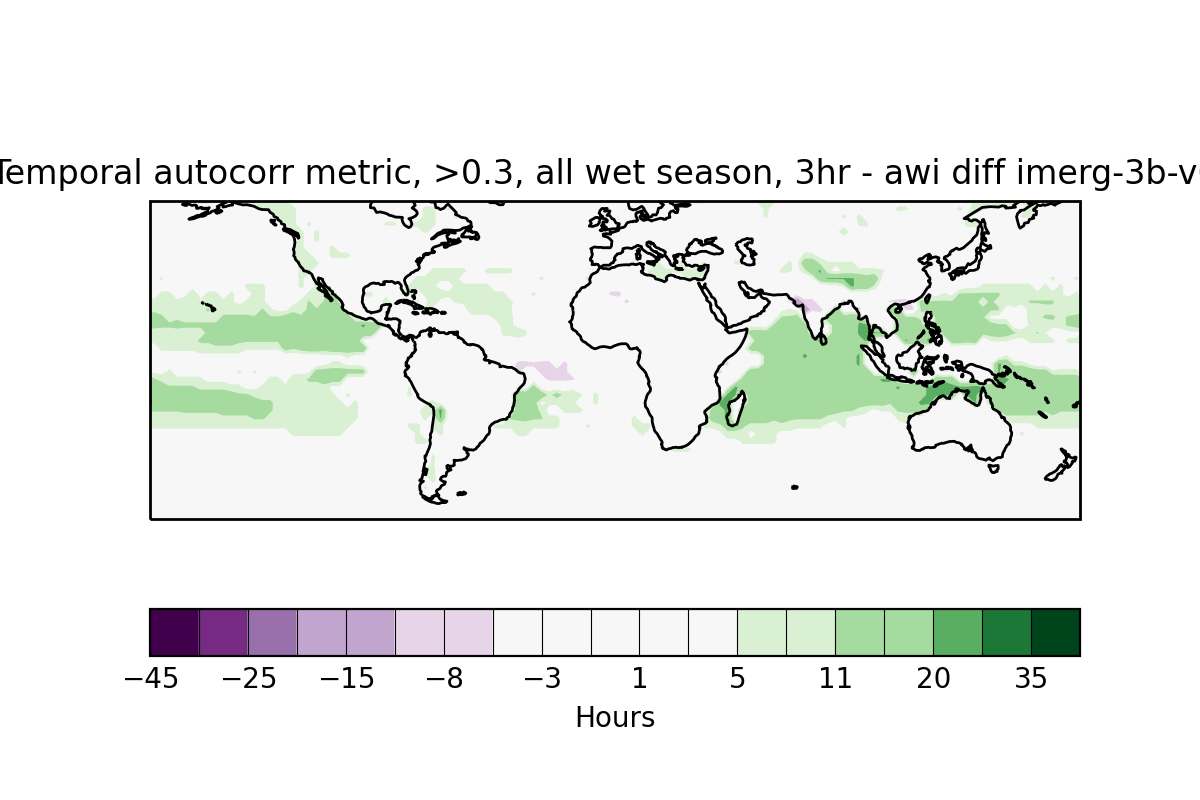 Temporal autocorr metric, >0.3, all wet season, 3hr - awi diff imerg-3b-v
−45 −25 −15 −8 −3 1 5 11 20 35
Hours